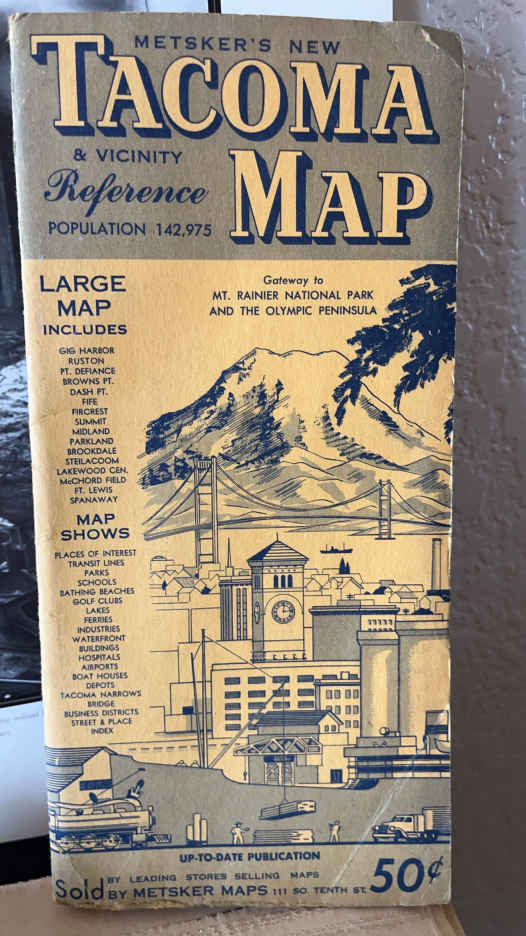 METSKER'S NEW
TACOMA
& VICINITY
Reference
POPULATION 142,975
MAP
LARGE
MAP
INCLUDES
GIG HARBOR
RUSTON
PT. DEFIANCE
BROWNS PT.
DASH PT.
FIFE
FIRCREST
SUMMIT
MIDLAND
PARKLAND
BROOKDALE
STEILACOOM
LAKEWOOD CEN.
McCHORD FIELD
FT. LEWIS
SPANAWAY
MAP
SHOWS
PLACES OF INTEREST
TRANSIT LINES
PARKS
SCHOOLS
BATHING BEACHES
GOLF CLUBS
LAKES
FERRIES
INDUSTRIES
WATERFRONT
BUILDINGS
HOSPITALS
AIRPORTS
BOAT HOUSES
DEPOTS
TACOMA NARROWS
BRIDGE
BUSINESS DISTRICTS
STREET & PLACE
INDEX
Gateway to
MT. RAINIER NATIONAL PARK
AND THE OLYMPIC PENINSULA
UP-TO-DATE PUBLICATION
Sold BY LEADING STORES SELLING MAPS
BY METSKER MAPS 111 SO. TENTH ST.
50¢